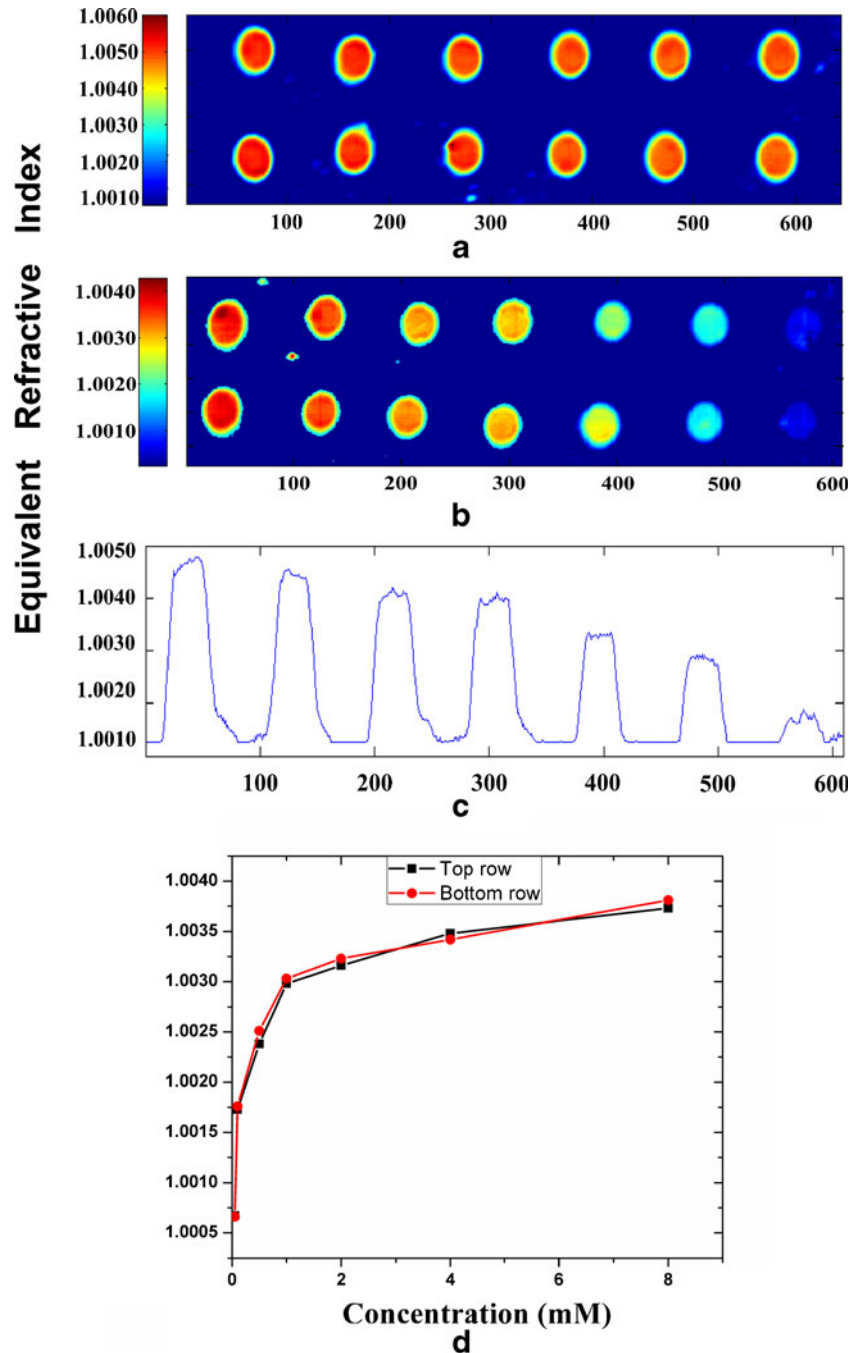 Equivalent Refractive Index
1.0060
1.0050
1.0040
1.0030
1.0020
1.0010
100 200 300 400 500 600
a
1.0040
1.0030
1.0020
1.0010
100 200 300 400 500 600
b
1.0050
1.0040
1.0030
1.0020
1.0010
100 200 300 400 500 600
c
Top row
Bottom row
1.0040
1.0035
1.0030
1.0025
1.0020
1.0015
1.0010
1.0005
0 2 4 6 8
Concentration (mM)
d